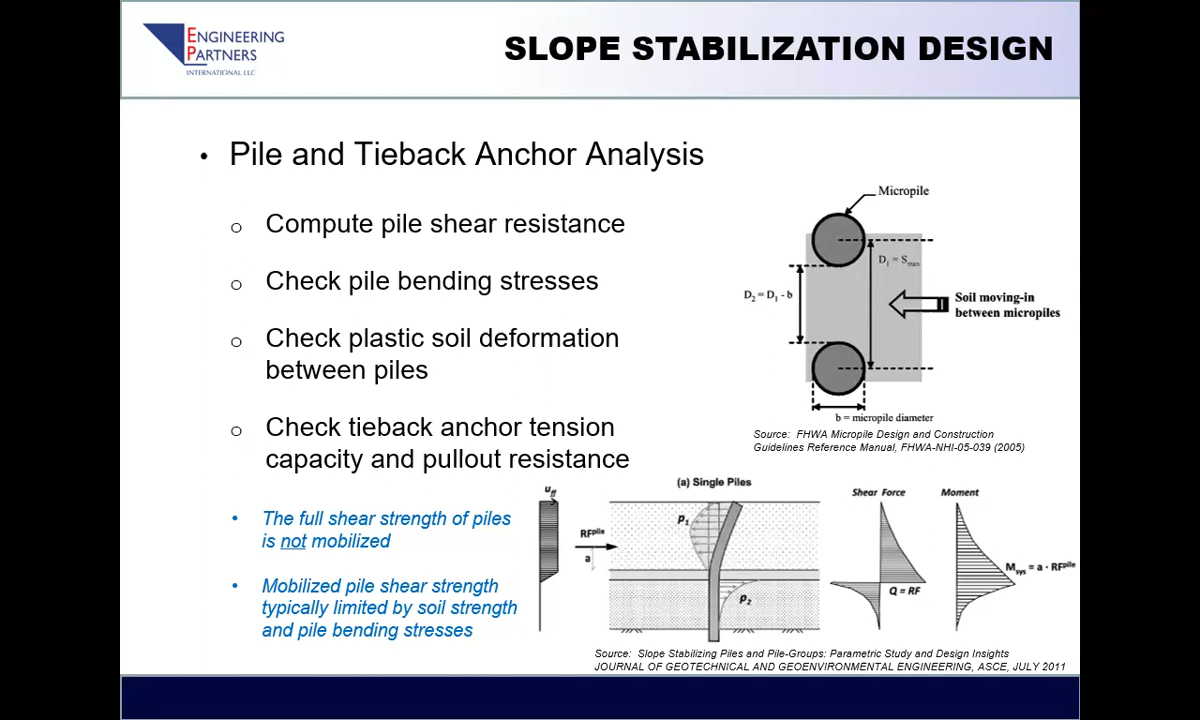 ENGINEERING
PARTNERS
INTERNATIONAL LLC
SLOPE STABILIZATION DESIGN
• Pile and Tieback Anchor Analysis
o Compute pile shear resistance
o Check pile bending stresses
o Check plastic soil deformation
between piles
o Check tieback anchor tension
capacity and pullout resistance
• The full shear strength of piles
is not mobilized
• Mobilized pile shear strength
typically limited by soil strength
and pile bending stresses
Micropile
D1 = Smax
D2 = D1 - b
Soil moving-in
between micropiles
b = micropile diameter
Source: FHWA Micropile Design and Construction
Guidelines Reference Manual, FHWA-NHI-05-039 (2005)
(a) Single Piles
uff
RFpile
a
p1
p2
Shear Force
Moment
Q = RF
Msys = a · RFpile
Source: Slope Stabilizing Piles and Pile-Groups: Parametric Study and Design Insights
JOURNAL OF GEOTECHNICAL AND GEOENVIRONMENTAL ENGINEERING, ASCE, JULY 2011